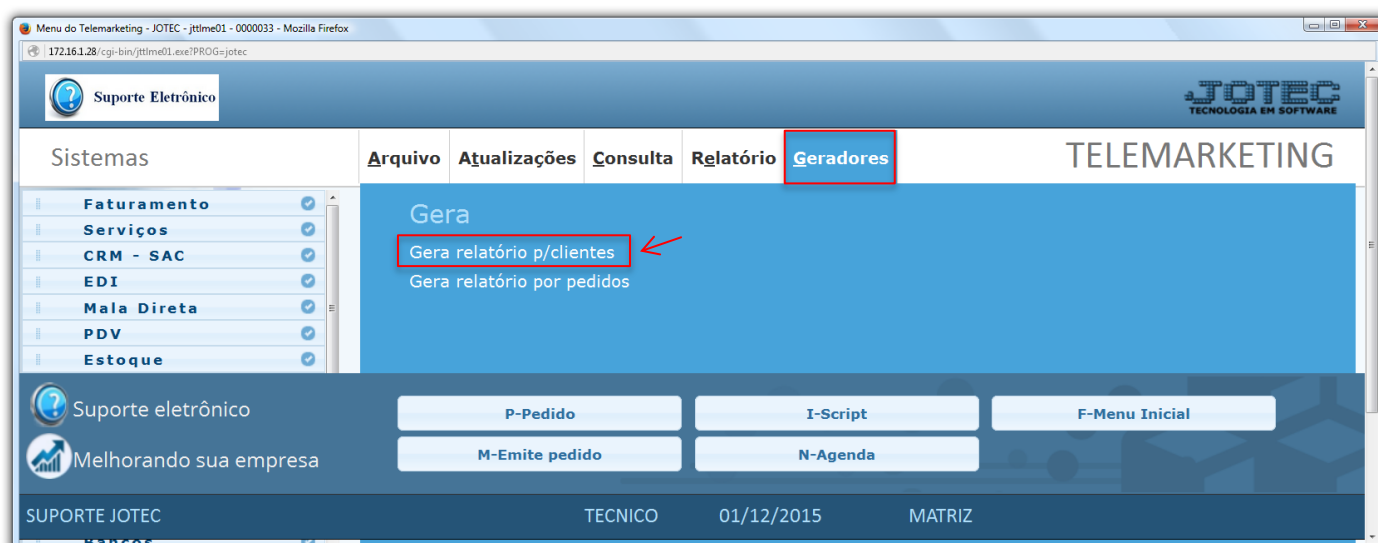 Menu do Telemarketing - JOTEC - jttlme01 - 0000033 - Mozilla Firefox
172.16.1.28/cgi-bin/jttlme01.exe?PROG=jotec
Suporte Eletrônico
JOTEC
TECNOLOGIA EM SOFTWARE
Sistemas
Arquivo Atualizações Consulta Relatório Geradores
TELEMARKETING
Faturamento
Serviços
CRM - SAC
EDI
Mala Direta
PDV
Estoque
Gera
Gera relatório p/clientes
Gera relatório por pedidos
Suporte eletrônico
Melhorando sua empresa
P-Pedido I-Script F-Menu Inicial
M-Emite pedido N-Agenda
SUPORTE JOTEC TECNICO 01/12/2015 MATRIZ
Bancos